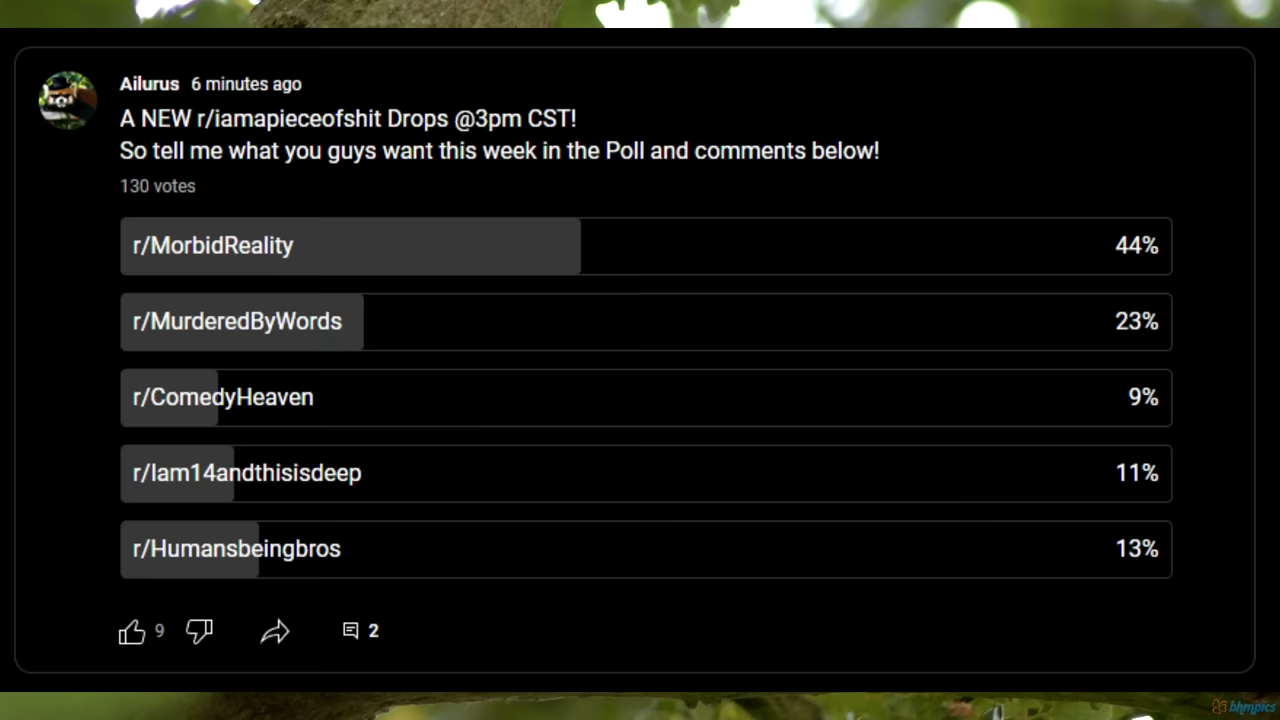 Ailurus 6 minutes ago
A NEW r/iamapieceofshit Drops @3pm CST!
So tell me what you guys want this week in the Poll and comments below!
130 votes
r/MorbidReality 44%
r/MurderedByWords 23%
r/ComedyHeaven 9%
r/Iam14andthisisdeep 11%
r/Humansbeingbros 13%
9 2
bhmpics